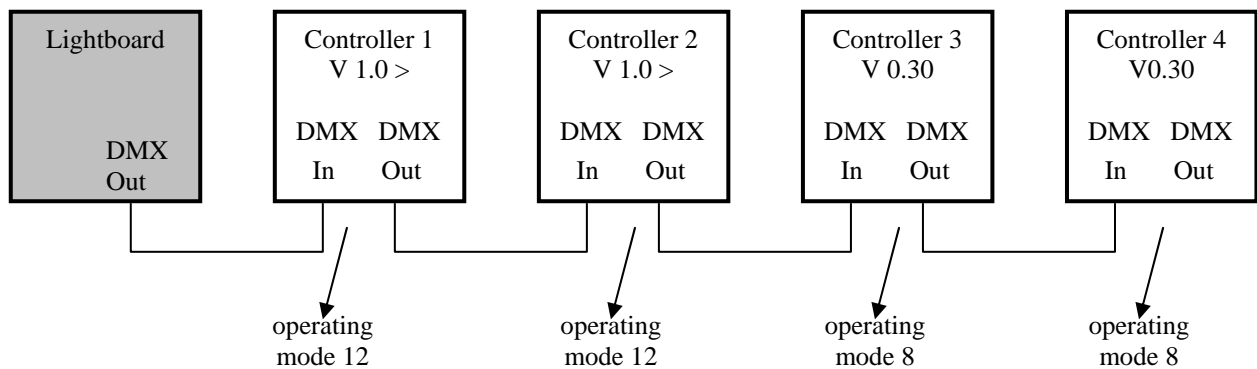 Lightboard
DMX
Out
Controller 1
V 1.0 >
DMX DMX
In Out
Controller 2
V 1.0 >
DMX DMX
In Out
Controller 3
V 0.30
DMX DMX
In Out
Controller 4
V0.30
DMX DMX
In Out
operating
mode 12
operating
mode 12
operating
mode 8
operating
mode 8